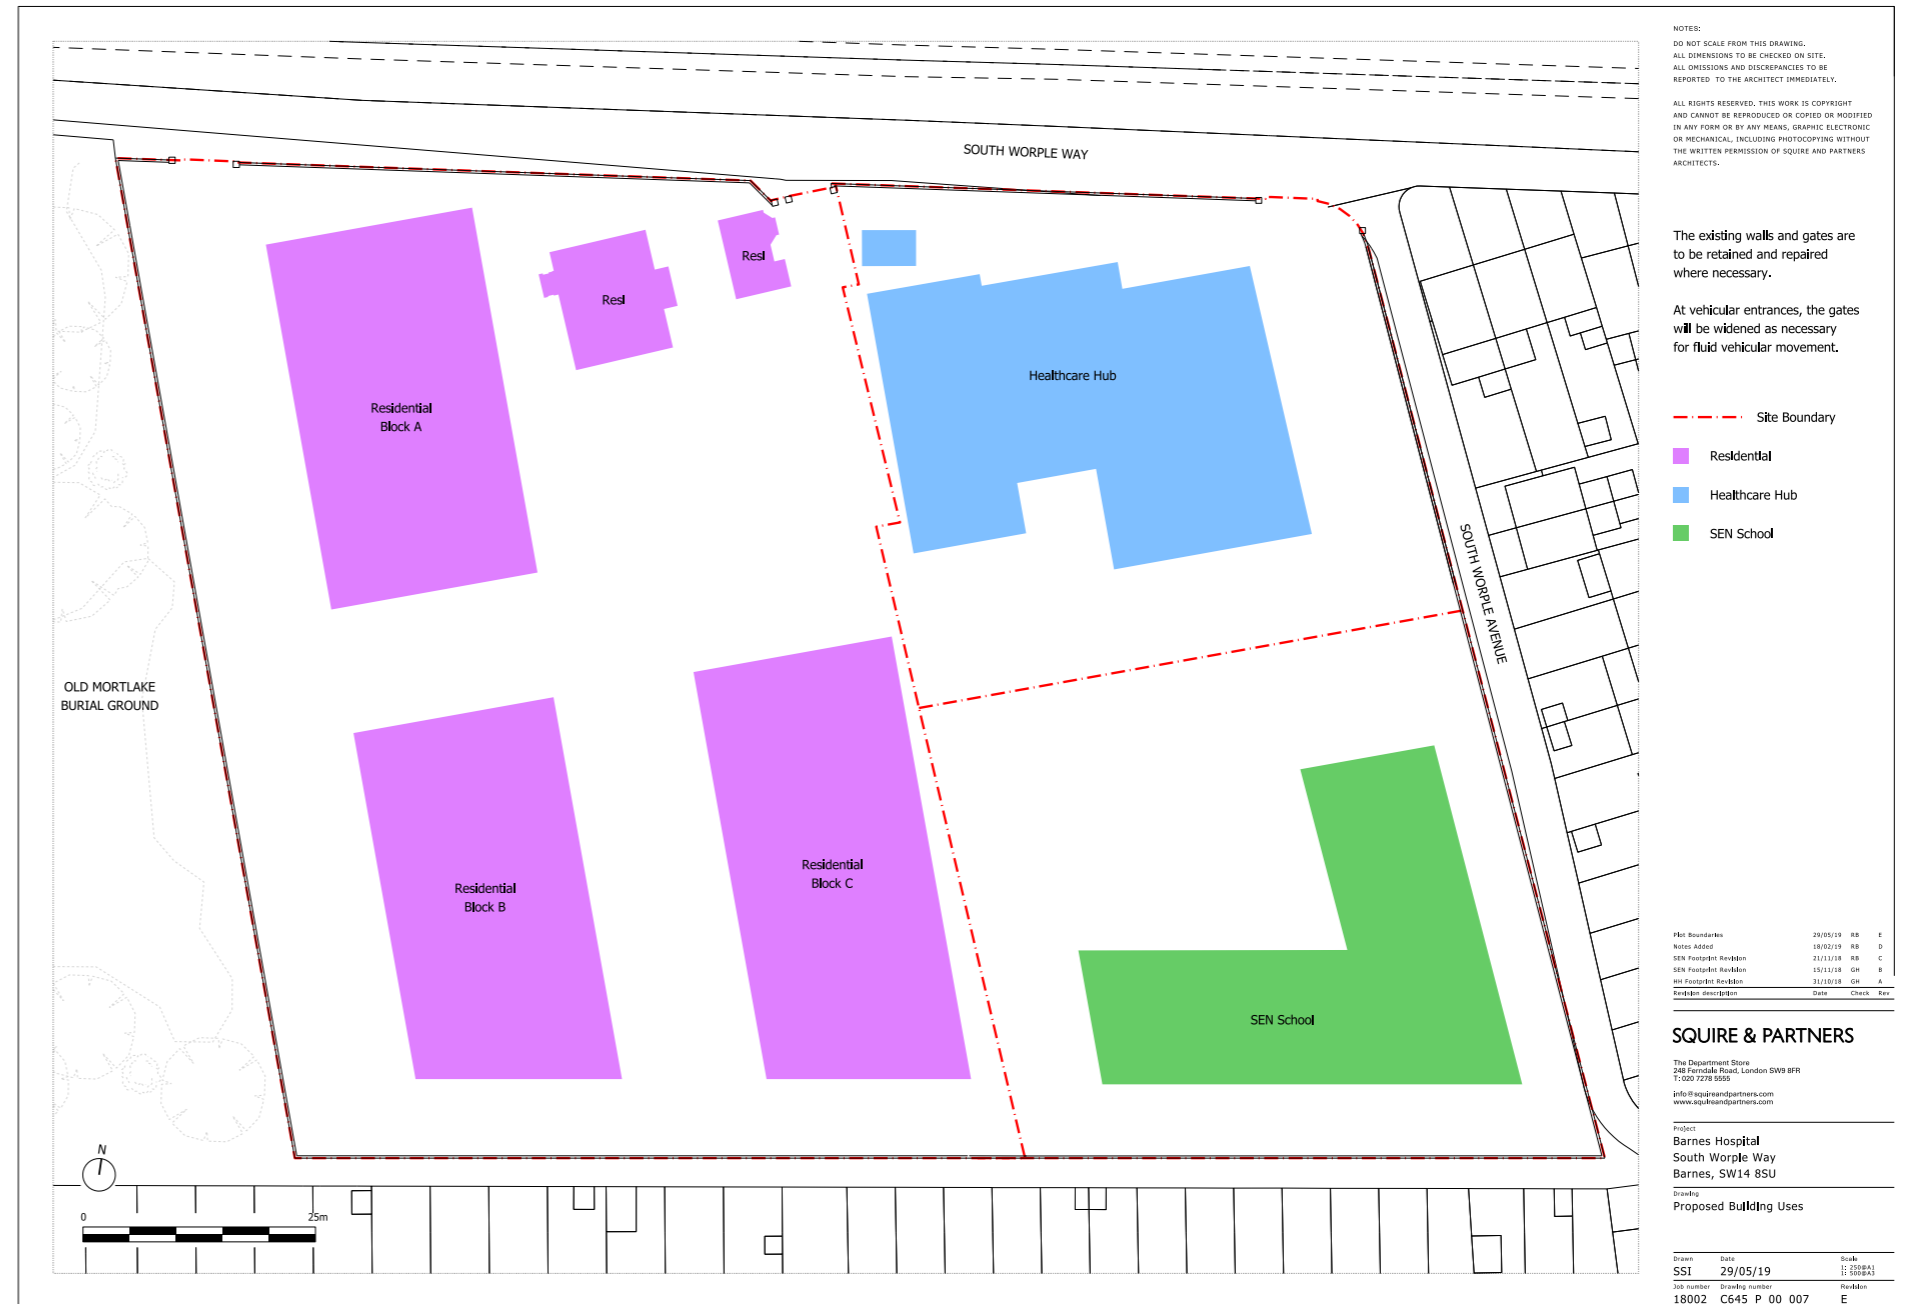 NOTES:
DO NOT SCALE FROM THIS DRAWING.
ALL DIMENSIONS TO BE CHECKED ON SITE.
ALL OMISSIONS AND DISCREPANCIES TO BE
REPORTED TO THE ARCHITECT IMMEDIATELY.
ALL RIGHTS RESERVED. THIS WORK IS COPYRIGHT
AND CANNOT BE REPRODUCED OR COPIED OR MODIFIED
IN ANY FORM OR BY ANY MEANS, GRAPHIC ELECTRONIC
OR MECHANICAL, INCLUDING PHOTOCOPYING WITHOUT
THE WRITTEN PERMISSION OF SQUIRE AND PARTNERS
ARCHITECTS.
SOUTH WORPLE WAY
The existing walls and gates are
to be retained and repaired
where necessary.
At vehicular entrances, the gates
will be widened as necessary
for fluid vehicular movement.
Site Boundary
Residential
Healthcare Hub
SEN School
Resi
Resi
Healthcare Hub
Residential
Block A
SOUTH WORPLE AVENUE
OLD MORTLAKE
BURIAL GROUND
Residential
Block B
Residential
Block C
SEN School
N
0 25m
Plot Boundaries 29/05/19 RB E
Notes Added 18/02/19 RB D
SEN Footprint Revision 21/11/18 RB C
SEN Footprint Revision 15/11/18 GH B
HH Footprint Revision 31/10/18 GH A
Revision description Date Check Rev
SQUIRE & PARTNERS
The Department Store
248 Ferndale Road, London SW9 8FR
T: 020 7278 5555
info@squireandpartners.com
www.squireandpartners.com
Project
Barnes Hospital
South Worple Way
Barnes, SW14 8SU
Drawing
Proposed Building Uses
Drawn Date Scale
SSI 29/05/19 1: 250@A1
1: 500@A3
Job number Drawing number Revision
18002 C645 P 00 007 E